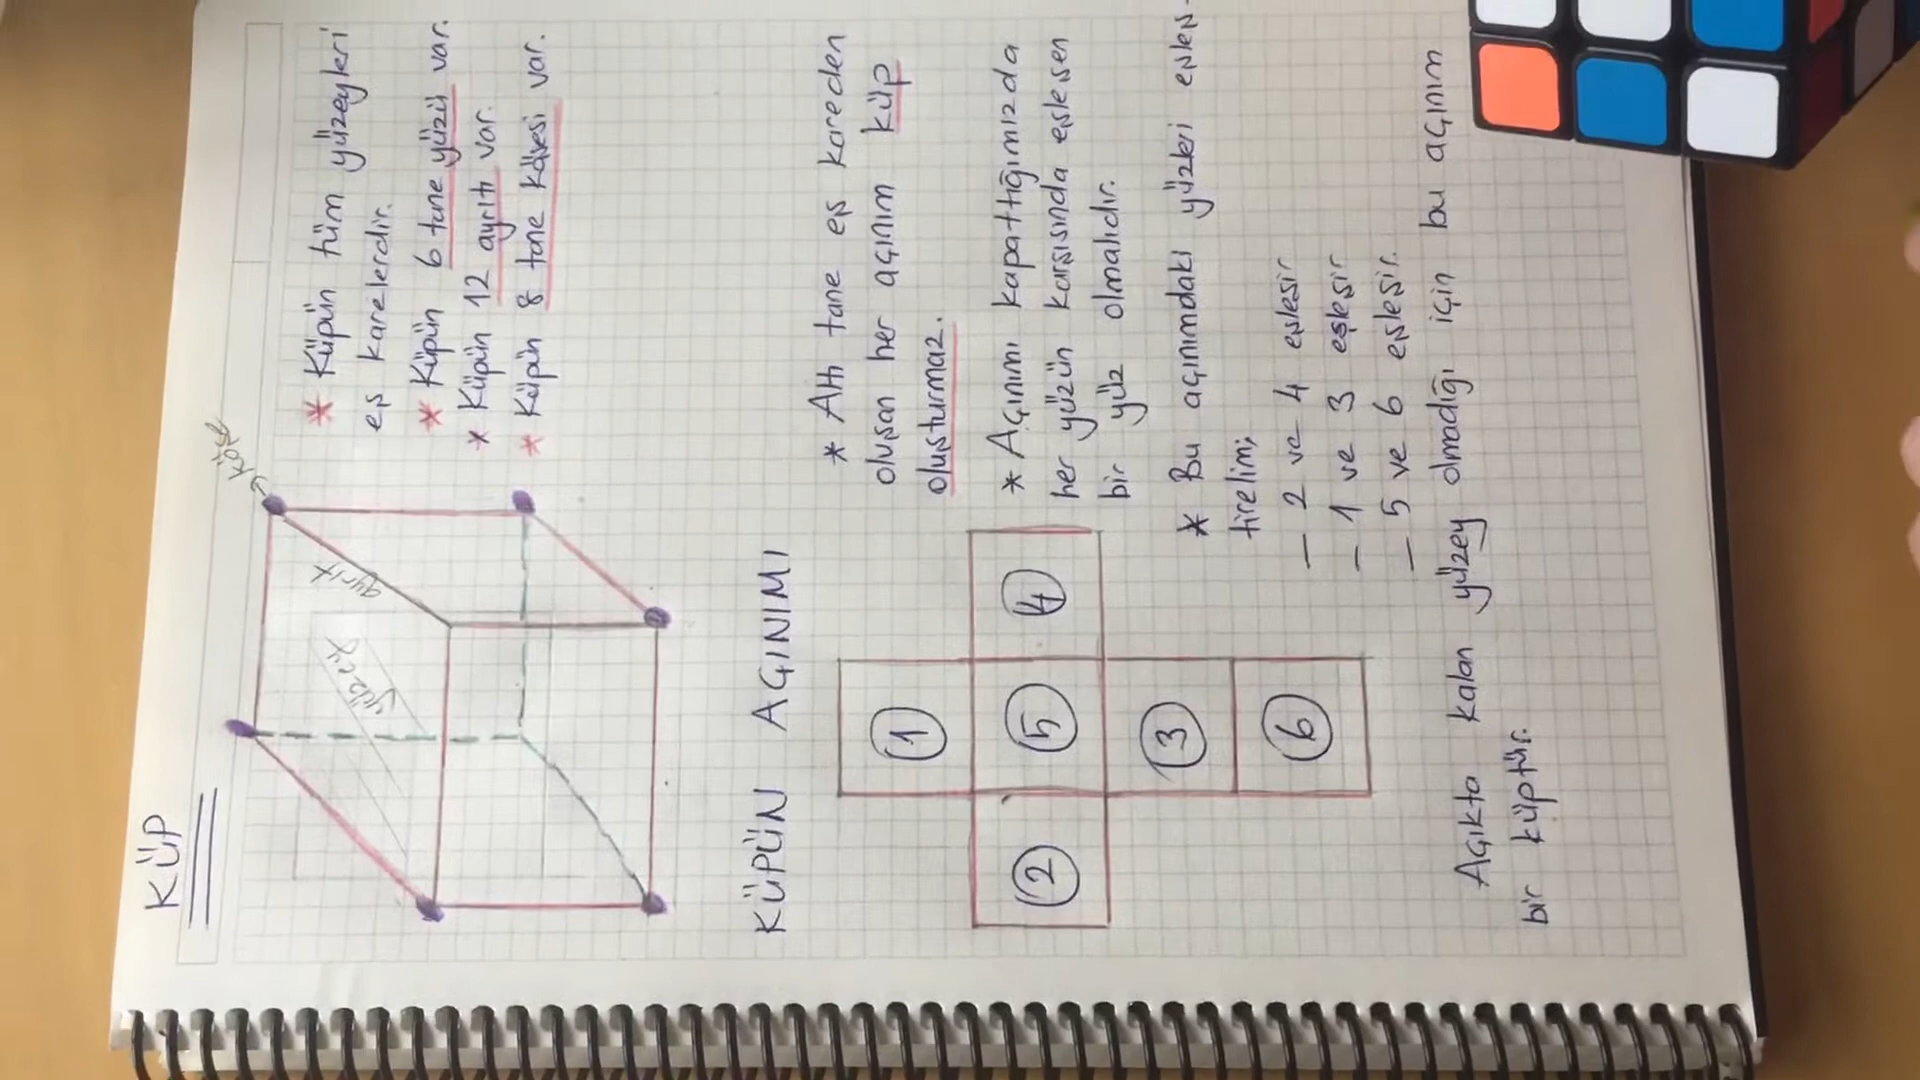 KÜP
köşe
ayrıt
yüzey
* Küpün tüm yüzeyleri
eş karelerdir.
* Küpün 6 tane yüzü var.
* Küpün 12 ayrıtı var.
* Küpün 8 tane köşesi var.
KÜPÜN AÇINIMI
1
2
5
4
3
6
* Altı tane eş kareden
oluşan her açınım küp
oluşturmaz.
* Açınımı kapattığımızda
her yüzün karşısında eşleşen
bir yüz olmalıdır.
* Bu açınımdaki yüzleri eşleş-
tirelim;
– 2 ve 4 eşleşir
– 1 ve 3 eşleşir
– 5 ve 6 eşleşir.
Açıkta kalan yüzey olmadığı için bu açınım
bir küptür.